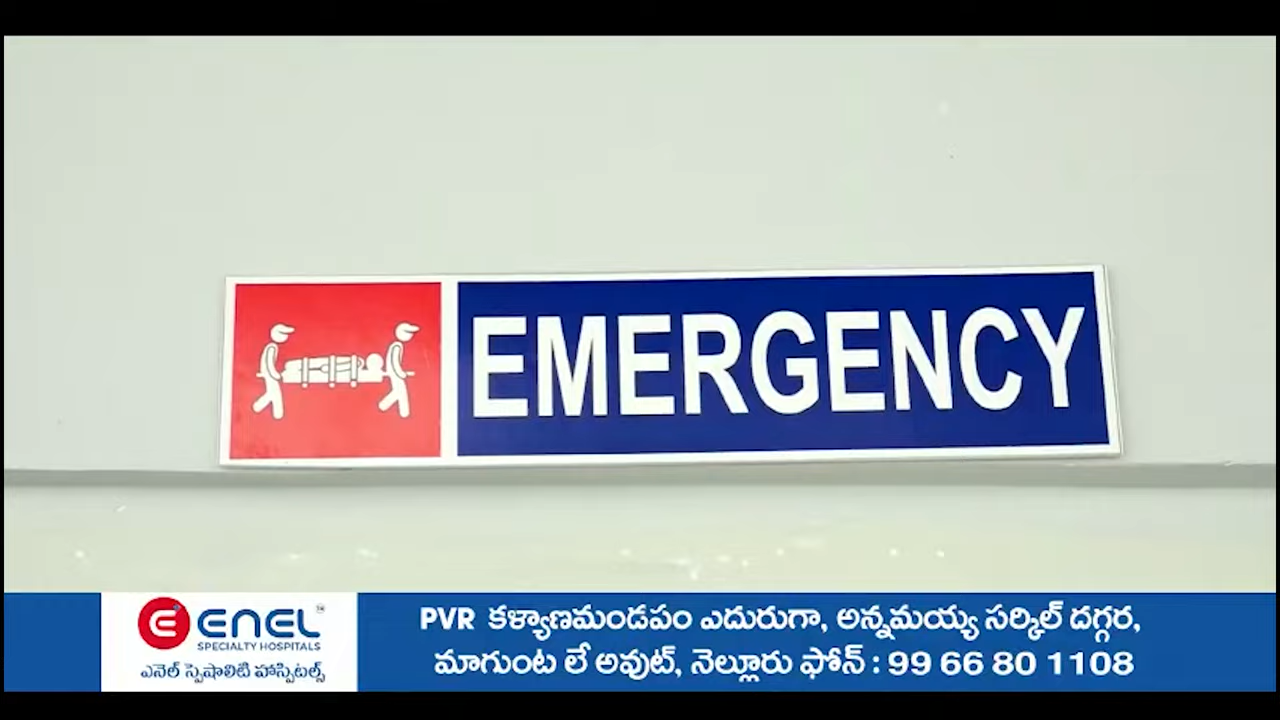 EMERGENCY
ENEL
SPECIALTY HOSPITALS
ఎనెల్ స్పెషాలిటి హాస్పిటల్స్
PVR కళ్యాణమండపం ఎదురుగా, అన్నమయ్య సర్కిల్ దగ్గర,
మాగుంట లే అవుట్, నెల్లూరు ఫోన్ : 99 66 80 1108